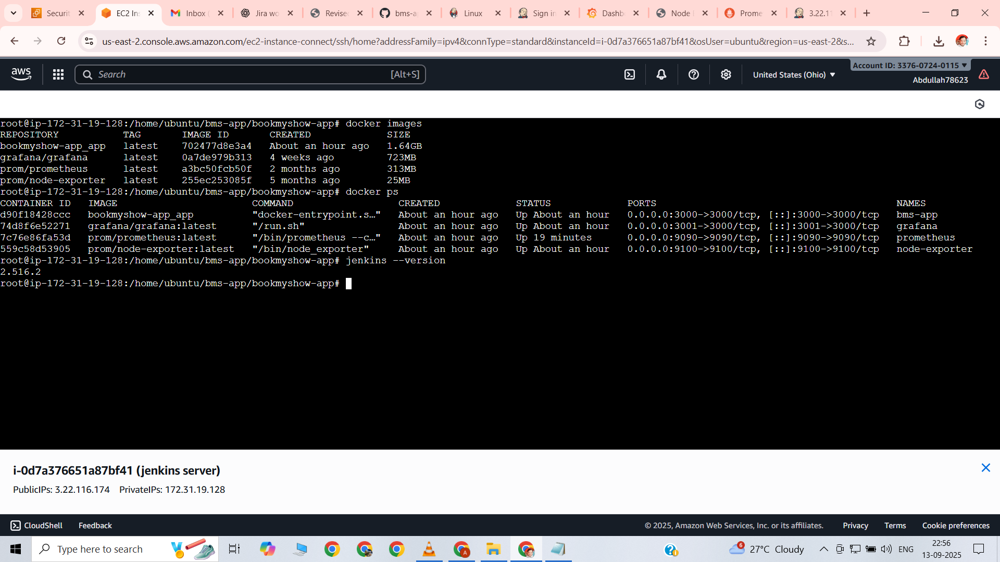 Securit
EC2 Ins
Inbox (
Jira wo
Revised
bms-a
Linux
Sign in
Dashb
Node
Prome
3.22.11
us-east-2.console.aws.amazon.com/ec2-instance-connect/ssh/home?addressFamily=ipv4&connType=standard&instanceId=i-0d7a376651a87bf41&osUser=ubuntu&region=us-east-2&s...
aws
Search
[Alt+S]
United States (Ohio) ▼
Account ID: 3376-0724-0115 ▼
Abdullah78623
root@ip-172-31-19-128:/home/ubuntu/bms-app/bookmyshow-app# docker images
REPOSITORY TAG IMAGE ID CREATED SIZE
bookmyshow-app_app latest 702477d8e3a4 About an hour ago 1.64GB
grafana/grafana latest 0a7de979b313 4 weeks ago 723MB
prom/prometheus latest a3bc50fcb50f 2 months ago 313MB
prom/node-exporter latest 255ec253085f 5 months ago 25MB
root@ip-172-31-19-128:/home/ubuntu/bms-app/bookmyshow-app# docker ps
CONTAINER ID IMAGE COMMAND CREATED STATUS PORTS NAMES
d90f18428ccc bookmyshow-app_app "docker-entrypoint.s…" About an hour ago Up About an hour 0.0.0.0:3000->3000/tcp, [::]:3000->3000/tcp bms-app
74d8f6e52271 grafana/grafana:latest "/run.sh" About an hour ago Up About an hour 0.0.0.0:3001->3000/tcp, [::]:3001->3000/tcp grafana
7c76e86fa53d prom/prometheus:latest "/bin/prometheus --c…" About an hour ago Up 19 minutes 0.0.0.0:9090->9090/tcp, [::]:9090->9090/tcp prometheus
559c58d53905 prom/node-exporter:latest "/bin/node_exporter" About an hour ago Up About an hour 0.0.0.0:9100->9100/tcp, [::]:9100->9100/tcp node-exporter
root@ip-172-31-19-128:/home/ubuntu/bms-app/bookmyshow-app# jenkins --version
2.516.2
root@ip-172-31-19-128:/home/ubuntu/bms-app/bookmyshow-app#
i-0d7a376651a87bf41 (jenkins server)
PublicIPs: 3.22.116.174 PrivateIPs: 172.31.19.128
CloudShell
Feedback
© 2025, Amazon Web Services, Inc. or its affiliates.
Privacy
Terms
Cookie preferences
Type here to search
6
27°C Cloudy
ENG
22:56
13-09-2025